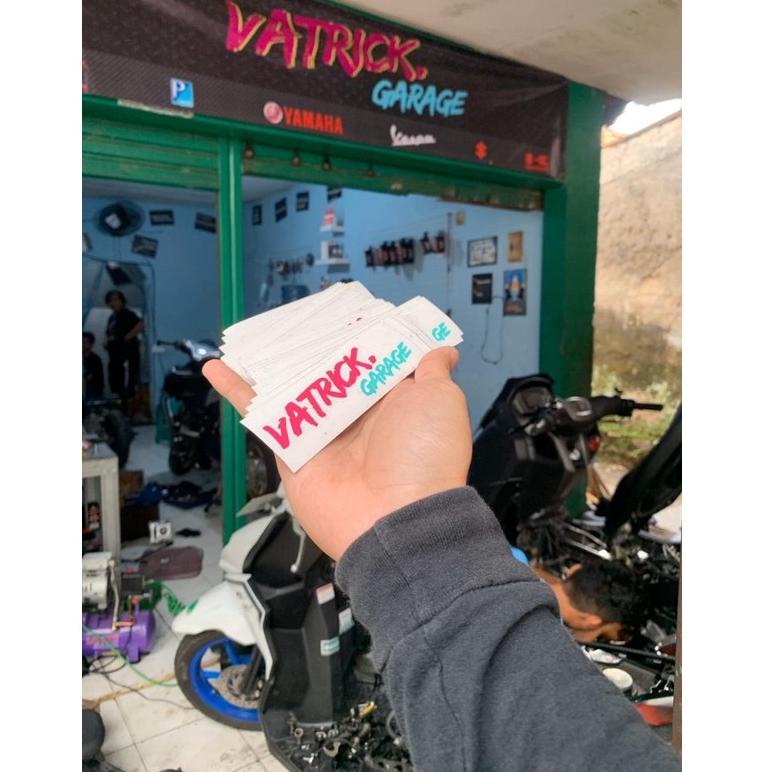 VATRICK.
GARAGE
YAMAHA
Vespa
VATRICK.
GARAGE
GE